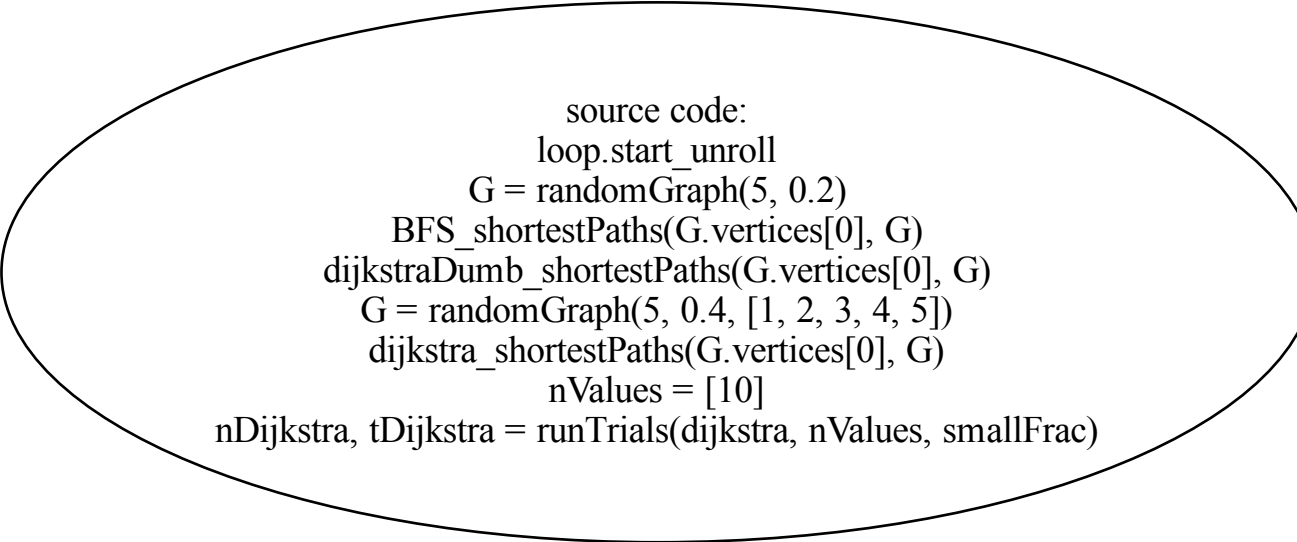 source code:
loop.start_unroll
G = randomGraph(5, 0.2)
BFS_shortestPaths(G.vertices[0], G)
dijkstraDumb_shortestPaths(G.vertices[0], G)
G = randomGraph(5, 0.4, [1, 2, 3, 4, 5])
dijkstra_shortestPaths(G.vertices[0], G)
nValues = [10]
nDijkstra, tDijkstra = runTrials(dijkstra, nValues, smallFrac)